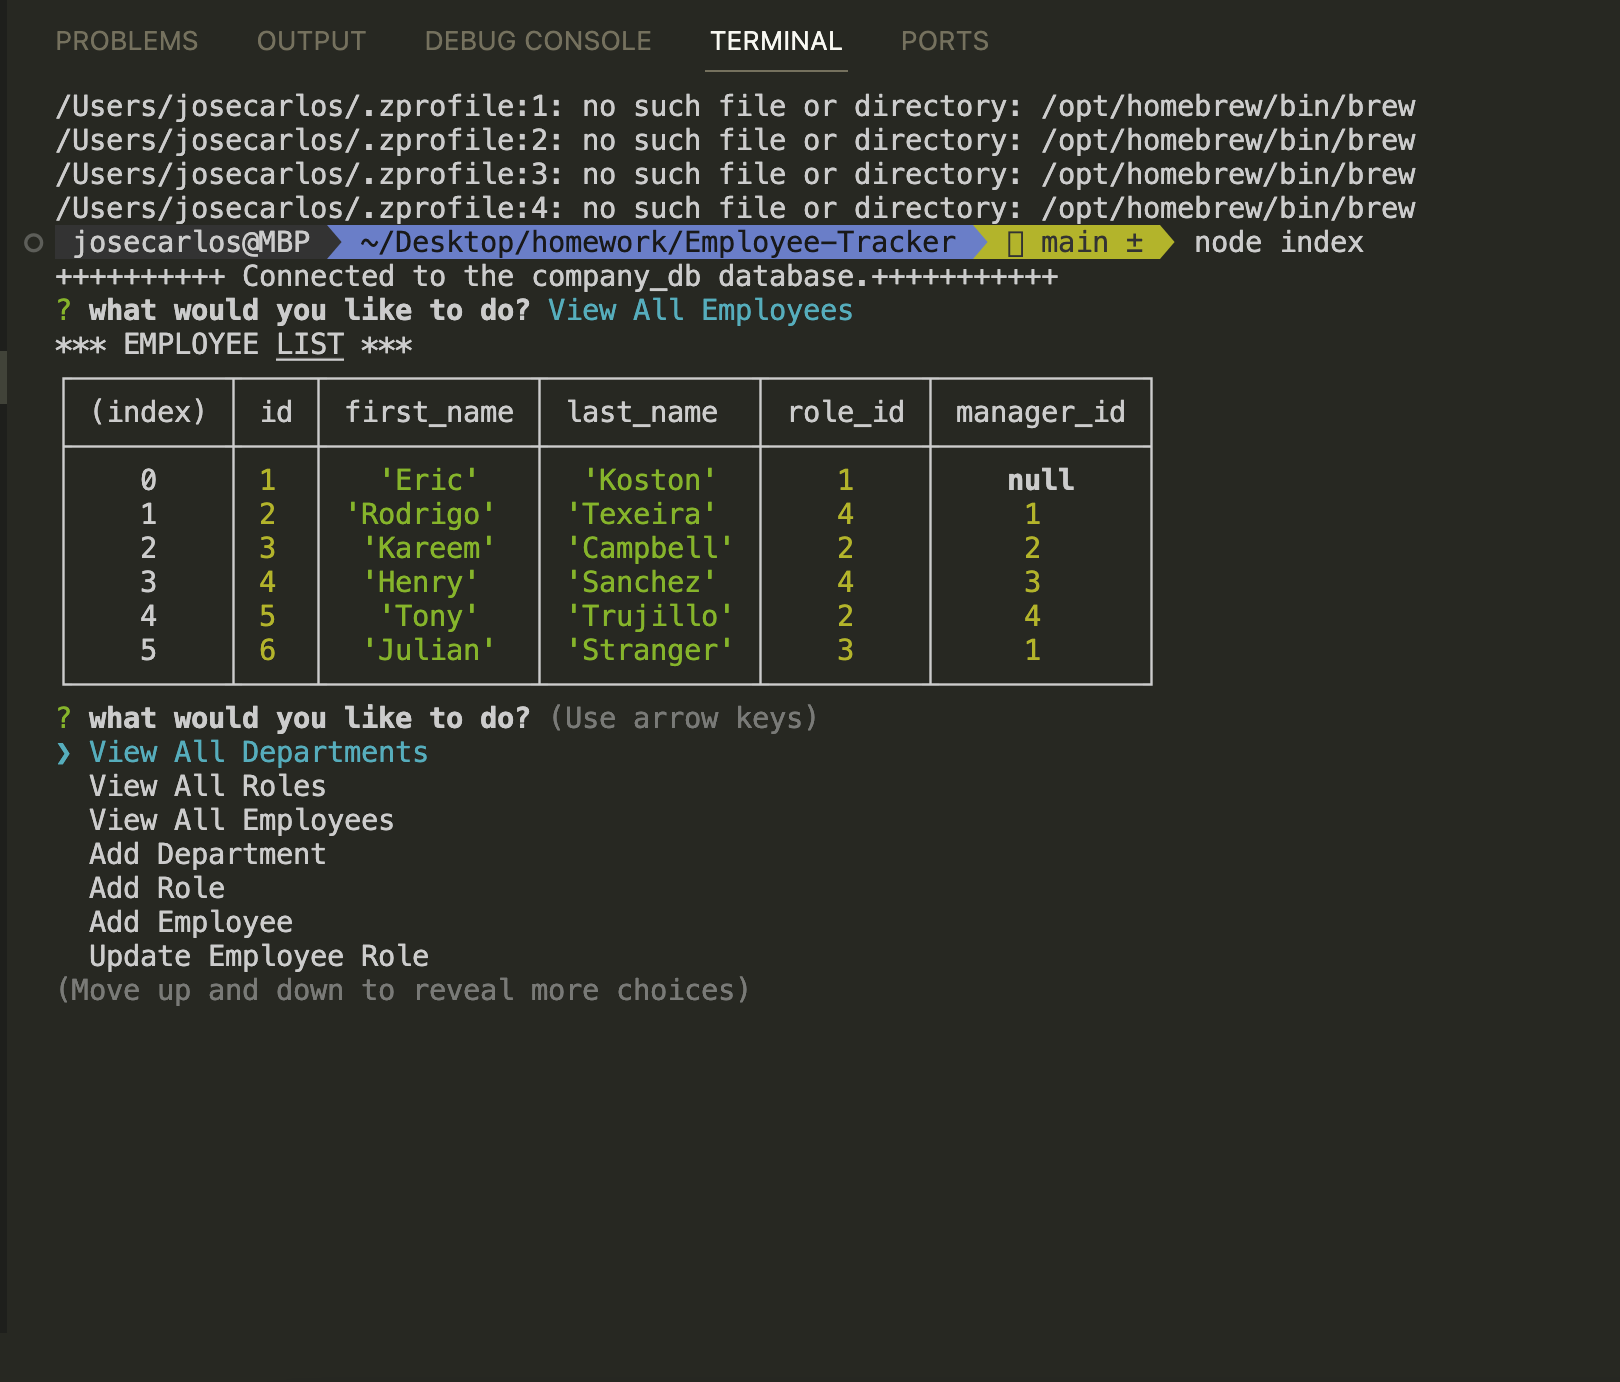 PROBLEMS OUTPUT DEBUG CONSOLE TERMINAL PORTS
/Users/josecarlos/.zprofile:1: no such file or directory: /opt/homebrew/bin/brew
/Users/josecarlos/.zprofile:2: no such file or directory: /opt/homebrew/bin/brew
/Users/josecarlos/.zprofile:3: no such file or directory: /opt/homebrew/bin/brew
/Users/josecarlos/.zprofile:4: no such file or directory: /opt/homebrew/bin/brew
josecarlos@MBP ~/Desktop/homework/Employee-Tracker main ± node index
++++++++++ Connected to the company_db database.+++++++++++
? what would you like to do? View All Employees
*** EMPLOYEE LIST ***
(index) id first_name last_name role_id manager_id
0 1 'Eric' 'Koston' 1 null
1 2 'Rodrigo' 'Texeira' 4 1
2 3 'Kareem' 'Campbell' 2 2
3 4 'Henry' 'Sanchez' 4 3
4 5 'Tony' 'Trujillo' 2 4
5 6 'Julian' 'Stranger' 3 1
? what would you like to do? (Use arrow keys)
❯ View All Departments
View All Roles
View All Employees
Add Department
Add Role
Add Employee
Update Employee Role
(Move up and down to reveal more choices)